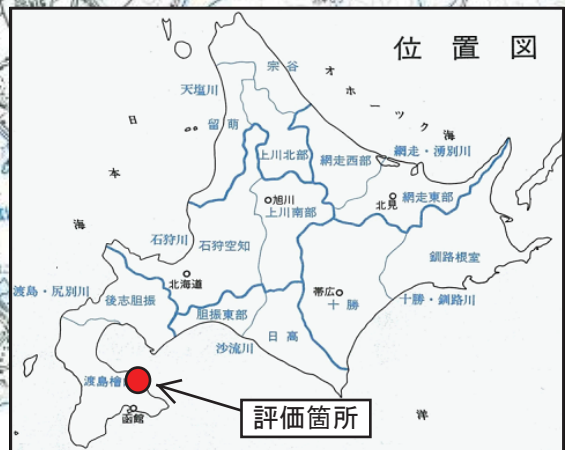 位置図
宗谷
オホーツク海
天塩川
留萌
日本海
上川北部
網走西部
網走・湧別川
網走東部
北見
旭川
上川南部
石狩川
石狩空知
釧路根室
北海道
渡島・尻別川
後志胆振
胆振東部
帯広
十勝
十勝・釧路川
日高
沙流川
渡島檜
函館
評価箇所
洋